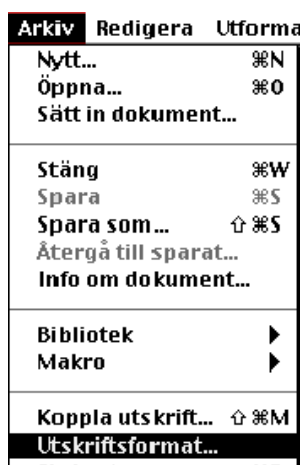 Arkiv Redigera Utforma
Nytt... ⌘N
Öppna... ⌘O
Sätt in dokument...
Stäng ⌘W
Spara ⌘S
Spara som... ⇧⌘S
Återgå till sparat...
Info om dokument...
Bibliotek
Makro
Koppla utskrift... ⇧⌘M
Utskriftsformat...